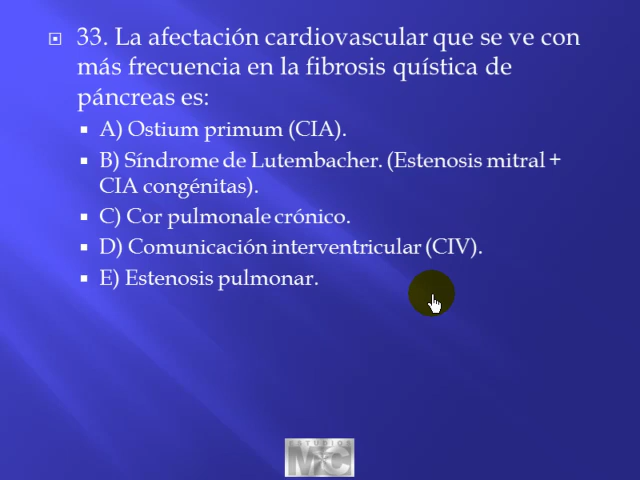 33. La afectación cardiovascular que se ve con
más frecuencia en la fibrosis quística de
páncreas es:
A) Ostium primum (CIA).
B) Síndrome de Lutembacher. (Estenosis mitral +
CIA congénitas).
C) Cor pulmonale crónico.
D) Comunicación interventricular (CIV).
E) Estenosis pulmonar.
ESTUDIOS
MC